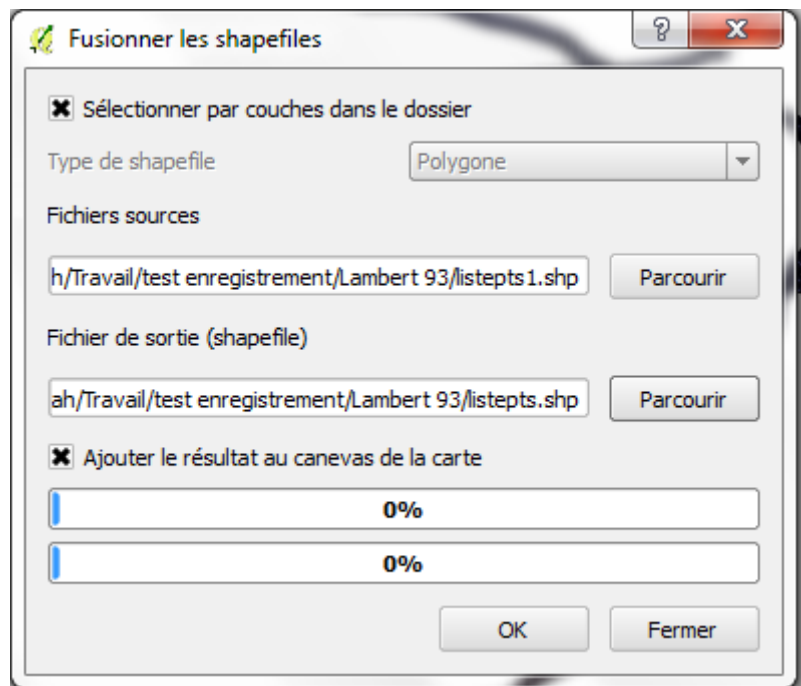 Fusionner les shapefiles
Sélectionner par couches dans le dossier
Type de shapefile Polygone
Fichiers sources
h/Travail/test enregistrement/Lambert 93/listepts1.shp Parcourir
Fichier de sortie (shapefile)
ah/Travail/test enregistrement/Lambert 93/listepts.shp Parcourir
Ajouter le résultat au canevas de la carte
0%
0%
OK Fermer